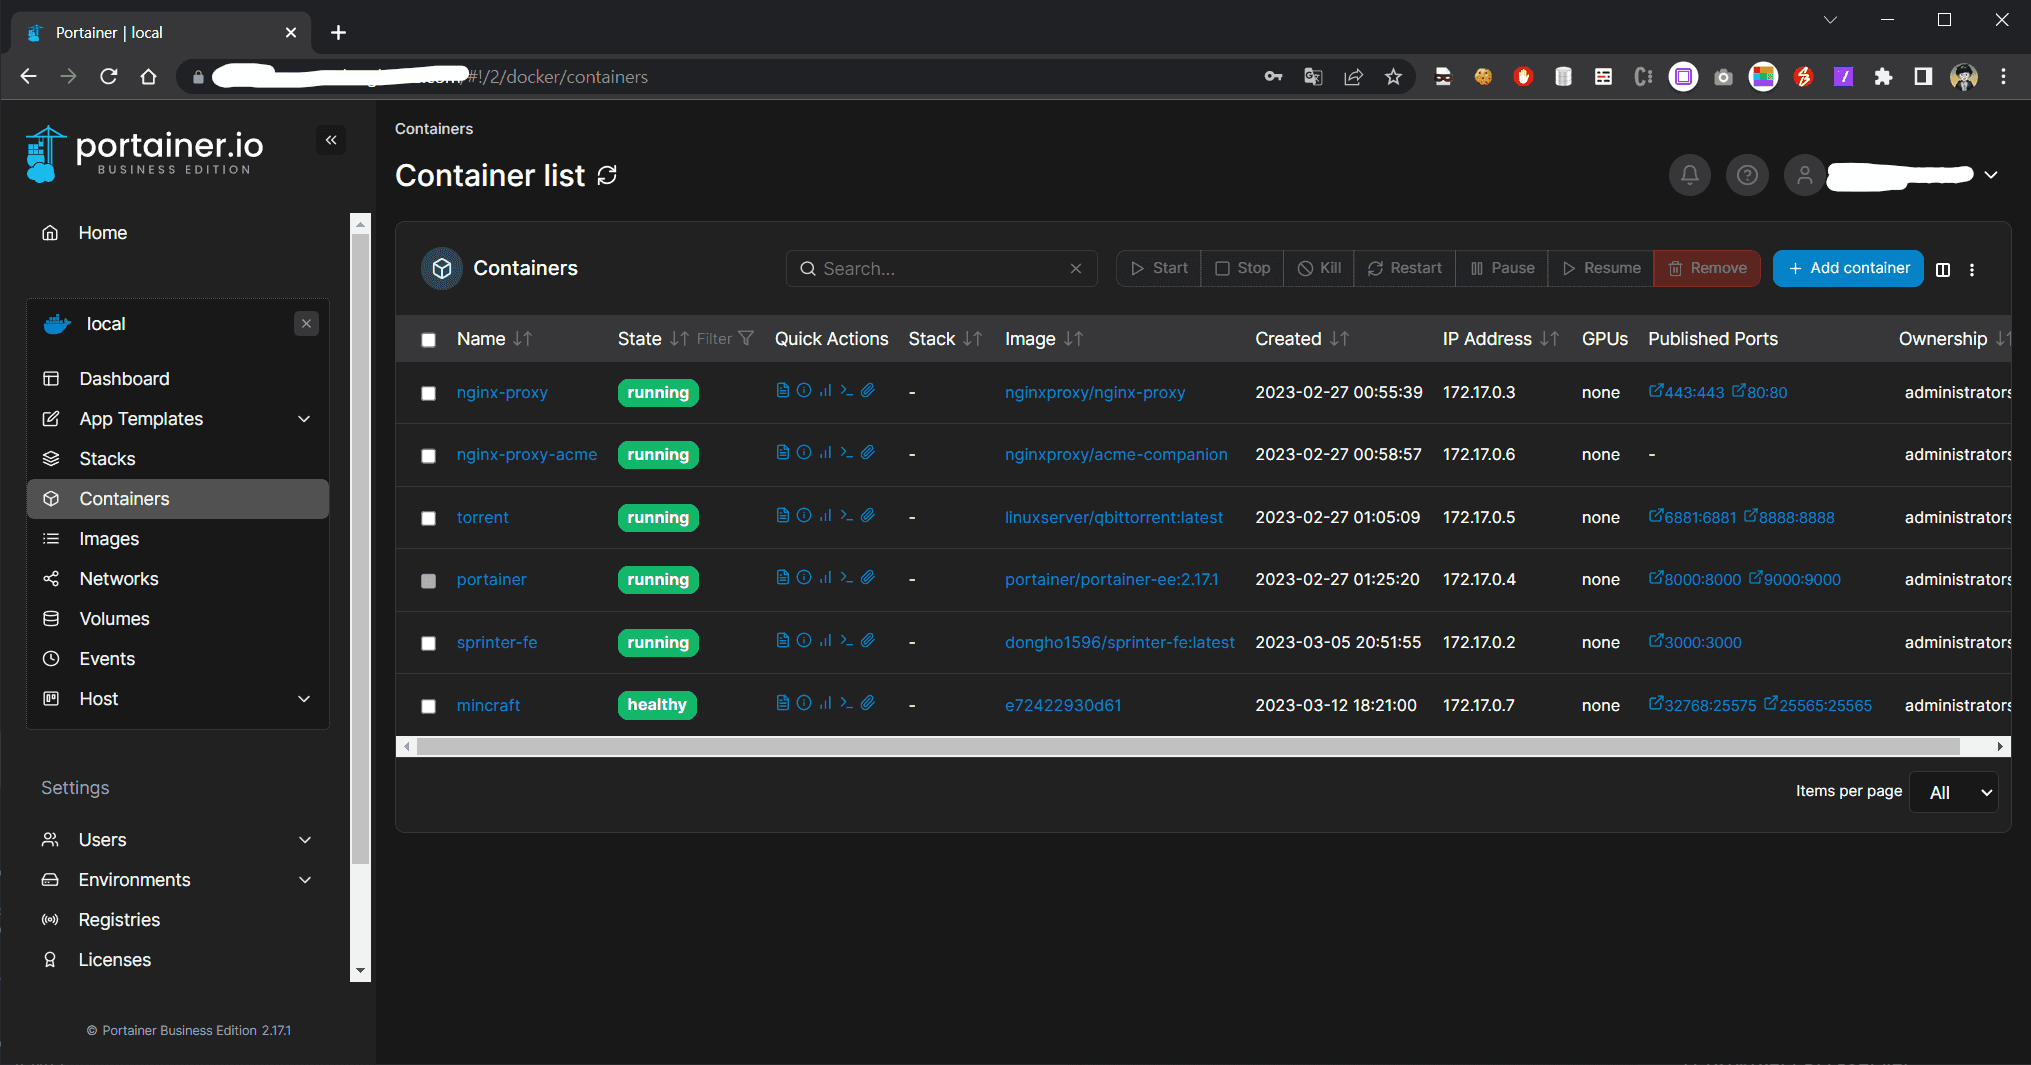 Portainer | local
#!/2/docker/containers
portainer.io
BUSINESS EDITION
Home
local
Dashboard
App Templates
Stacks
Containers
Images
Networks
Volumes
Events
Host
Settings
Users
Environments
Registries
Licenses
© Portainer Business Edition 2.17.1
Containers
Container list
Containers
Search...
Start Stop Kill Restart Pause Resume Remove + Add container
Name State Filter Quick Actions Stack Image Created IP Address GPUs Published Ports Ownership
nginx-proxy running - nginxproxy/nginx-proxy 2023-02-27 00:55:39 172.17.0.3 none 443:443 80:80 administrators
nginx-proxy-acme running - nginxproxy/acme-companion 2023-02-27 00:58:57 172.17.0.6 none - administrators
torrent running - linuxserver/qbittorrent:latest 2023-02-27 01:05:09 172.17.0.5 none 6881:6881 8888:8888 administrators
portainer running - portainer/portainer-ee:2.17.1 2023-02-27 01:25:20 172.17.0.4 none 8000:8000 9000:9000 administrators
sprinter-fe running - dongho1596/sprinter-fe:latest 2023-03-05 20:51:55 172.17.0.2 none 3000:3000 administrators
mincraft healthy - e72422930d61 2023-03-12 18:21:00 172.17.0.7 none 32768:25575 25565:25565 administrators
Items per page All